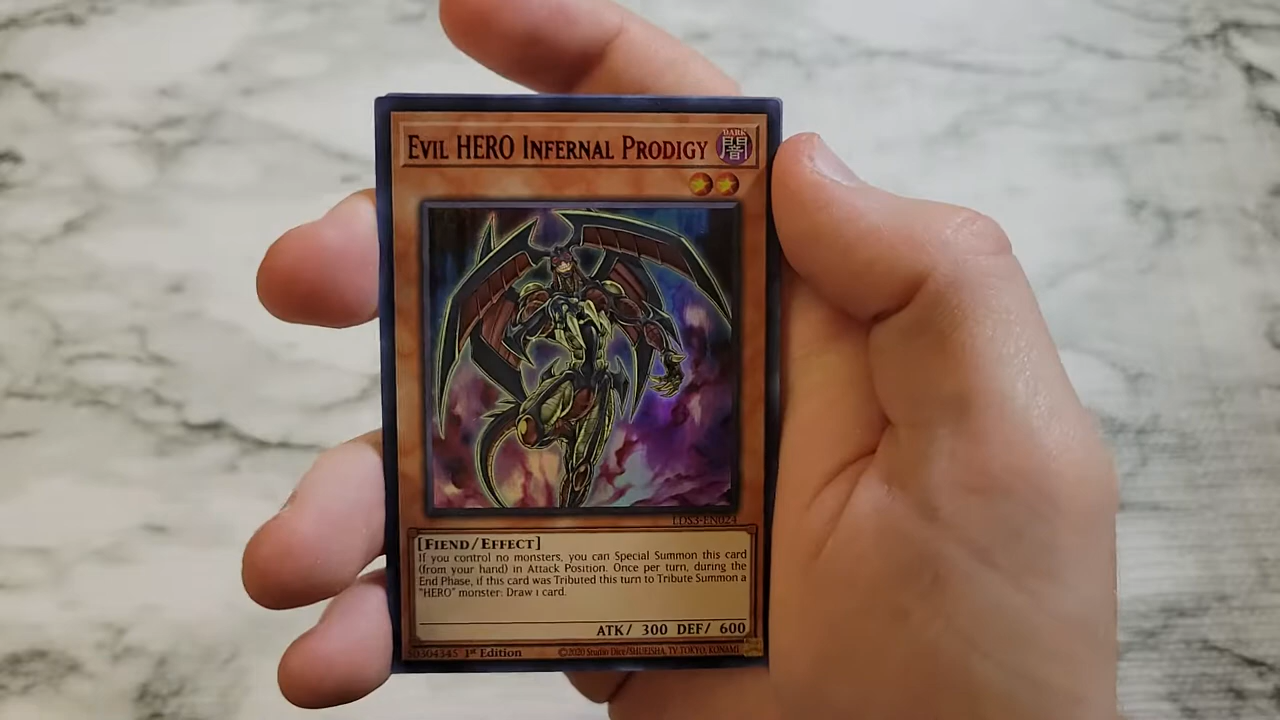 EVIL HERO INFERNAL PRODIGY
DARK
闇
LDS3-EN024
[FIEND/EFFECT]
If you control no monsters, you can Special Summon this card
(from your hand) in Attack Position. Once per turn, during the
End Phase, if this card was Tributed this turn to Tribute Summon a
"HERO" monster: Draw 1 card.
ATK/ 300 DEF/ 600
50304345 1st Edition
©2020 Studio Dice/SHUEISHA, TV TOKYO, KONAMI